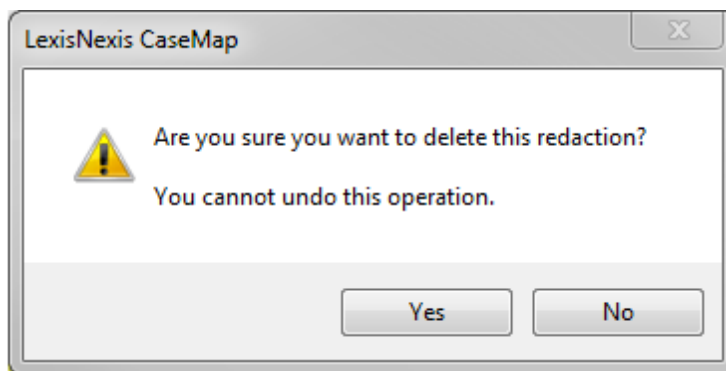 LexisNexis CaseMap
Are you sure you want to delete this redaction?
You cannot undo this operation.
Yes
No